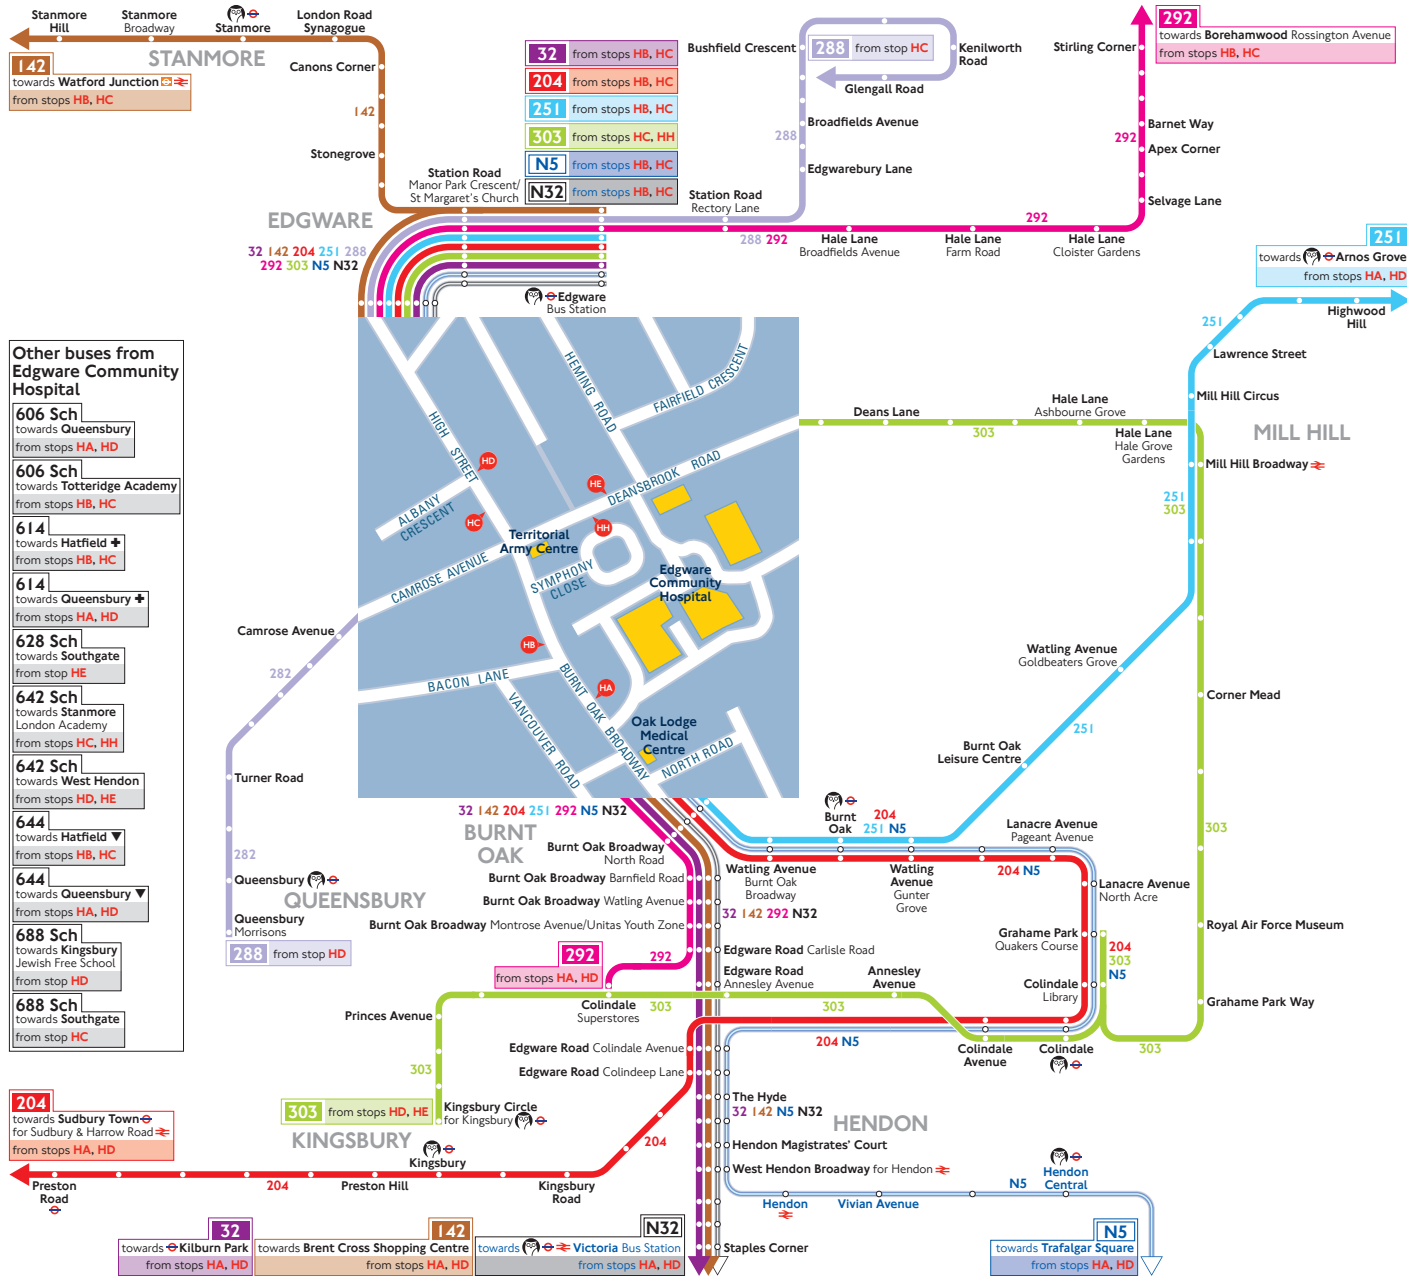 Stanmore
Hill
Stanmore
Broadway
Stanmore
London Road
Synagogue
STANMORE
142
towards Watford Junction
from stops HB, HC
Canons Corner
142
Stonegrove
Station Road
Manor Park Crescent/
St Margaret's Church
EDGWARE
32 142 204 251 288
292 303 N5 N32
32 from stops HB, HC
204 from stops HB, HC
251 from stops HB, HC
303 from stops HC, HH
N5 from stops HB, HC
N32 from stops HB, HC
Edgware
Bus Station
Bushfield Crescent
288 from stop HC
Kenilworth
Road
Glengall Road
Broadfields Avenue
288
Edgwarebury Lane
Station Road
Rectory Lane
288 292
Hale Lane
Broadfields Avenue
Hale Lane
Farm Road
292
Hale Lane
Cloister Gardens
Stirling Corner
292
towards Borehamwood Rossington Avenue
from stops HB, HC
Barnet Way
292
Apex Corner
Selvage Lane
251
towards Arnos Grove
from stops HA, HD
Highwood
Hill
251
Lawrence Street
Mill Hill Circus
MILL HILL
Mill Hill Broadway
Deans Lane
303
Hale Lane
Ashbourne Grove
Hale Lane
Hale Grove
Gardens
251
303
Watling Avenue
Goldbeaters Grove
Corner Mead
251
Burnt Oak
Leisure Centre
303
Royal Air Force Museum
Grahame Park Way
Other buses from
Edgware Community
Hospital
606 Sch
towards Queensbury
from stops HA, HD
606 Sch
towards Totteridge Academy
from stops HB, HC
614
towards Hatfield ✚
from stops HB, HC
614
towards Queensbury ✚
from stops HA, HD
628 Sch
towards Southgate
from stop HE
642 Sch
towards Stanmore
London Academy
from stops HC, HH
642 Sch
towards West Hendon
from stops HD, HE
644
towards Hatfield ▼
from stops HB, HC
644
towards Queensbury ▼
from stops HA, HD
688 Sch
towards Kingsbury
Jewish Free School
from stop HD
688 Sch
towards Southgate
from stop HC
HIGH STREET
HEMING ROAD
FAIRFIELD CRESCENT
DEANSBROOK ROAD
ALBANY
CRESCENT
CAMROSE AVENUE
SYMPHONY
CLOSE
BACON LANE
VANCOUVER ROAD
BURNT OAK BROADWAY
NORTH ROAD
HD
HE
HC
HH
HB
HA
Territorial
Army Centre
Edgware
Community
Hospital
Oak Lodge
Medical
Centre
Camrose Avenue
282
Turner Road
282
Queensbury
QUEENSBURY
Queensbury
Morrisons
288 from stop HD
32 142 204 251 292 N5 N32
BURNT
OAK
Burnt Oak Broadway
North Road
Burnt Oak Broadway Barnfield Road
Burnt Oak Broadway Watling Avenue
Burnt Oak Broadway Montrose Avenue/Unitas Youth Zone
Watling Avenue
Burnt Oak
Broadway
32 142 292 N32
Burnt
Oak
204
251 N5
Watling
Avenue
Gunter
Grove
Lanacre Avenue
Pageant Avenue
204 N5
Lanacre Avenue
North Acre
Grahame Park
Quakers Course
204
303
N5
Colindale
Library
292
from stops HA, HD
292
Edgware Road Carlisle Road
Edgware Road
Annesley Avenue
Annesley
Avenue
Colindale
Superstores
303
303
Princes Avenue
303
Edgware Road Colindale Avenue
Edgware Road Colindeep Lane
204 N5
Colindale
Avenue
Colindale
303
303 from stops HD, HE
Kingsbury Circle
for Kingsbury
KINGSBURY
Kingsbury
204
The Hyde
32 142 N5 N32
HENDON
Hendon Magistrates' Court
West Hendon Broadway for Hendon
Hendon
Vivian Avenue
N5
Hendon
Central
204
towards Sudbury Town
for Sudbury & Harrow Road
from stops HA, HD
Preston
Road
204
Preston Hill
Kingsbury
Road
Staples Corner
32
towards Kilburn Park
from stops HA, HD
142
towards Brent Cross Shopping Centre
from stops HA, HD
N32
towards Victoria Bus Station
from stops HA, HD
N5
towards Trafalgar Square
from stops HA, HD